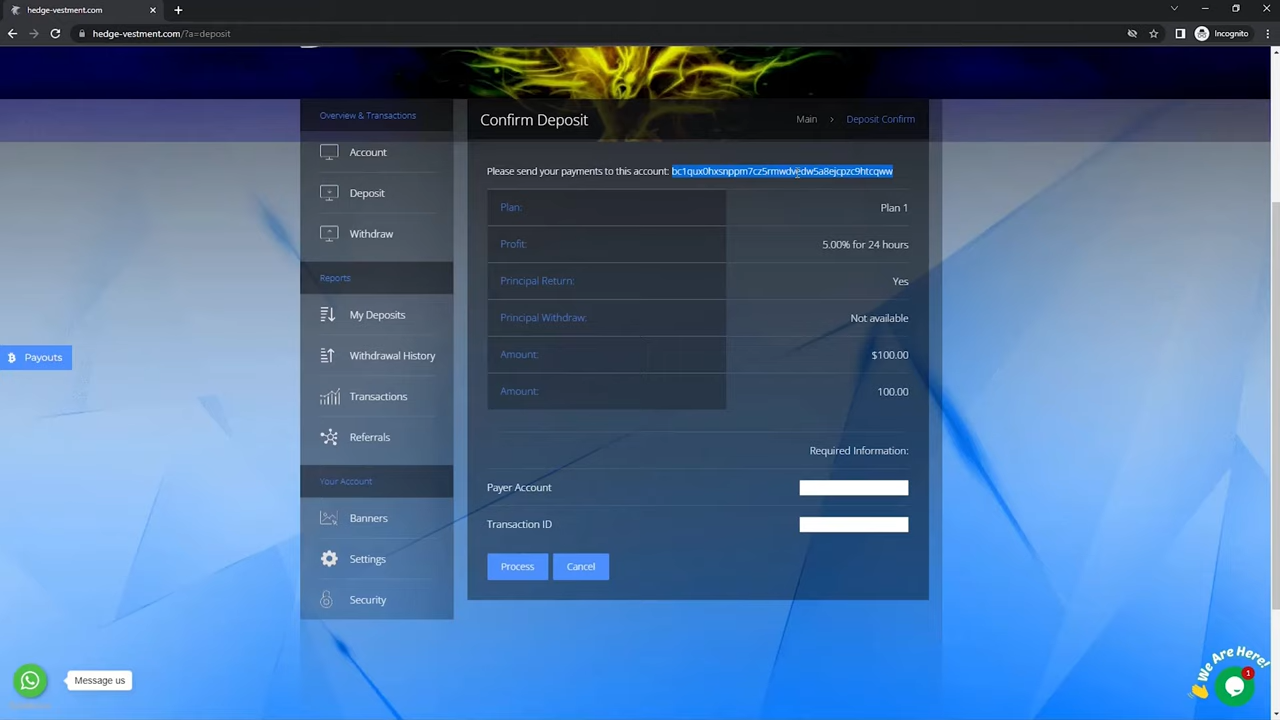 hedge-vestment.com
hedge-vestment.com/?a=deposit
Incognito
Overview & Transactions
Account
Deposit
Withdraw
Reports
My Deposits
Withdrawal History
Transactions
Referrals
Your Account
Banners
Settings
Security
Confirm Deposit
Main > Deposit Confirm
Please send your payments to this account: bc1qux0hxsnppm7cz5rmwdvedw5a8ejcpzc9htcqww
Plan: Plan 1
Profit: 5.00% for 24 hours
Principal Return: Yes
Principal Withdraw: Not available
Amount: $100.00
Amount: 100.00
Required Information:
Payer Account
Transaction ID
Process Cancel
Payouts
Message us
We Are Here!
1